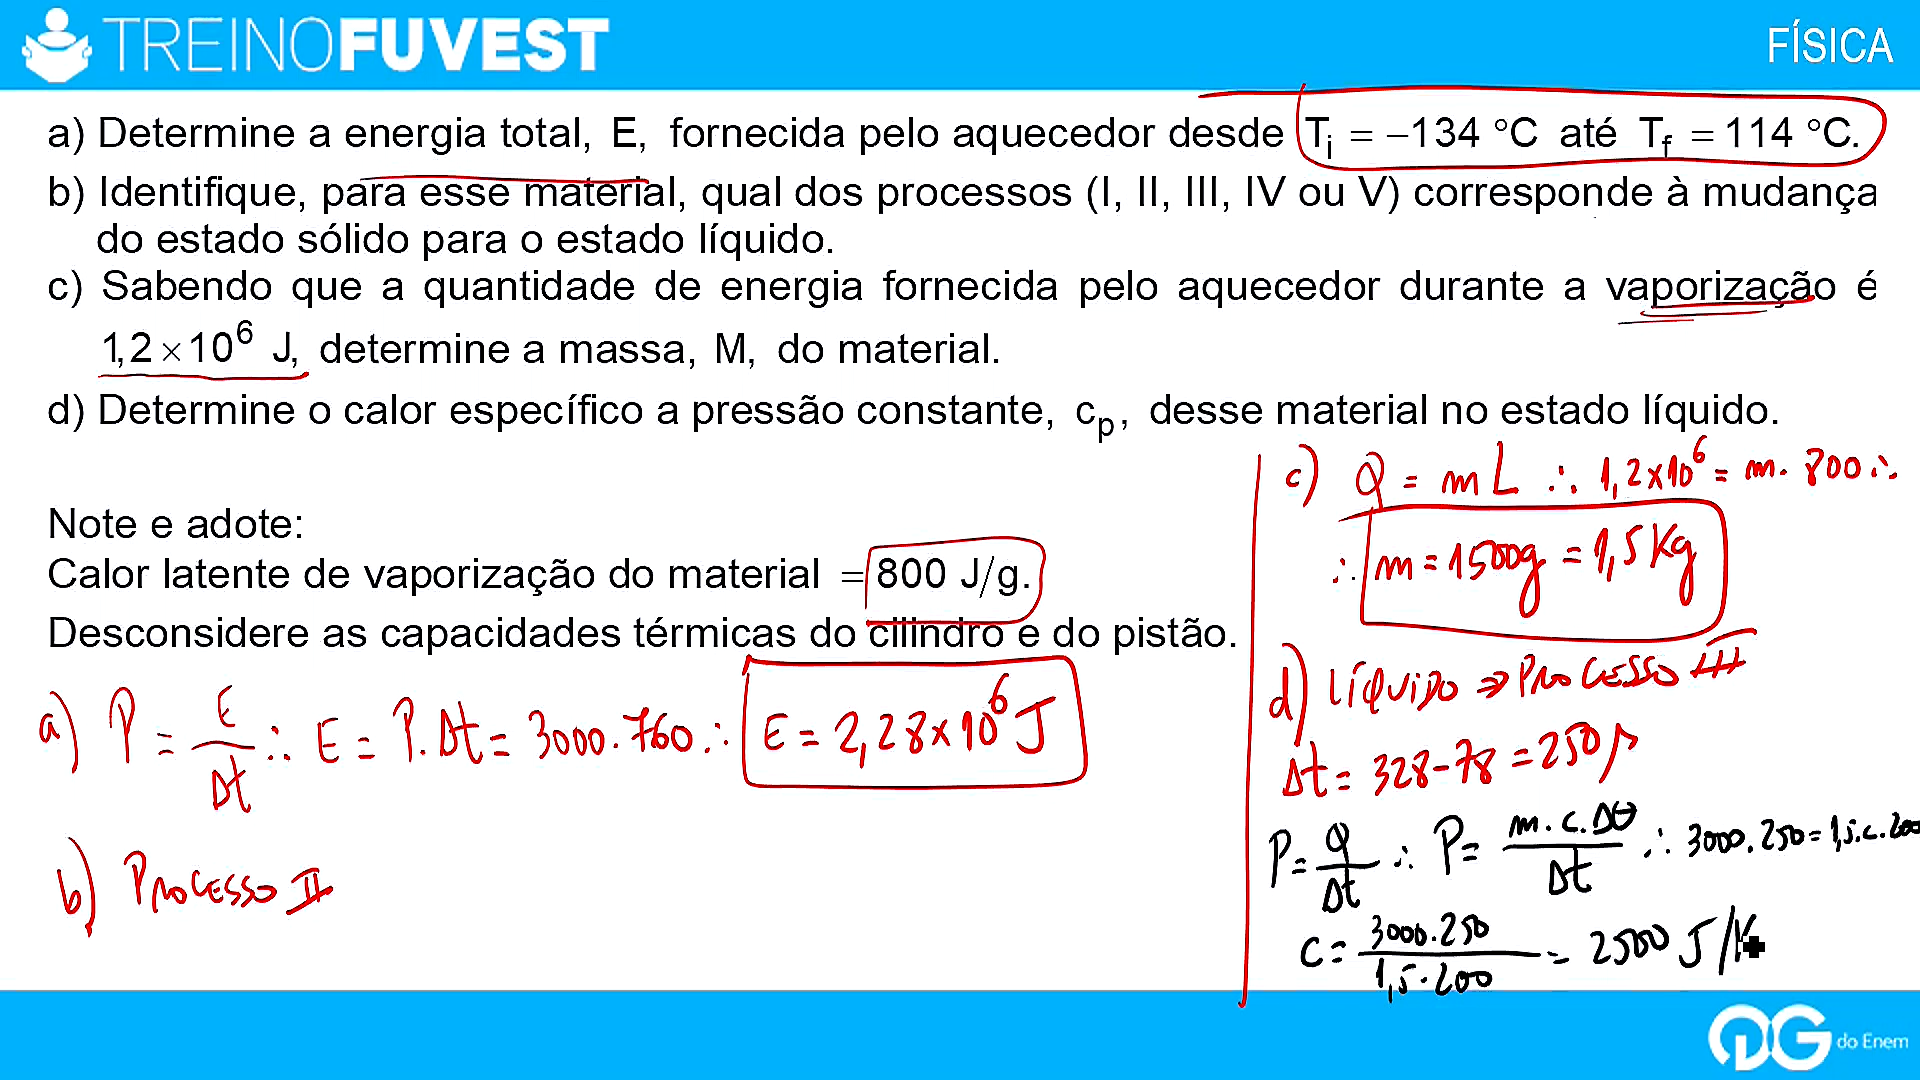 TREINOFUVEST
FÍSICA
a) Determine a energia total, E, fornecida pelo aquecedor desde Ti = −134 °C até Tf = 114 °C.
b) Identifique, para esse material, qual dos processos (I, II, III, IV ou V) corresponde à mudança
do estado sólido para o estado líquido.
c) Sabendo que a quantidade de energia fornecida pelo aquecedor durante a vaporização é
1,2×10⁶ J, determine a massa, M, do material.
d) Determine o calor específico a pressão constante, cp, desse material no estado líquido.
Note e adote:
Calor latente de vaporização do material = 800 J/g.
Desconsidere as capacidades térmicas do cilindro e do pistão.
a) P = E/Δt ∴ E = P.Δt = 3000.760 ∴ E = 2,28×10⁶ J
b) PROCESSO II
c) Q = mL ∴ 1,2×10⁶ = m.800 ∴
∴ m = 1500g = 1,5Kg
d) LÍQUIDO ⇒ PROCESSO III
Δt = 328-78 = 250s
P = Q/Δt ∴ P = m.c.Δθ/Δt ∴ 3000.250 = 1,5.c.200
c = 3000.250/1,5.200 = 2500 J/K
QG do Enem